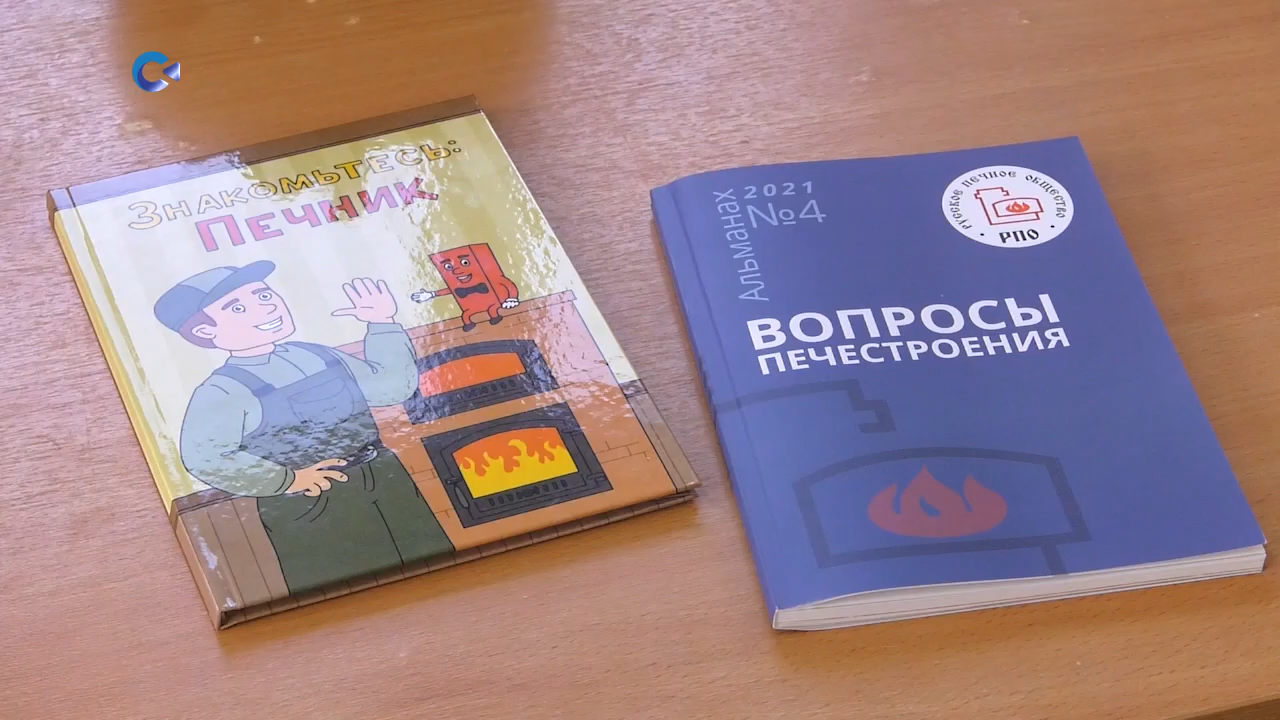 Знакомьтесь:
Печник
Альманах
2021
№4
РУССКОЕ ПЕЧНОЕ ОБЩЕСТВО
РПО
ВОПРОСЫ
ПЕЧЕСТРОЕНИЯ